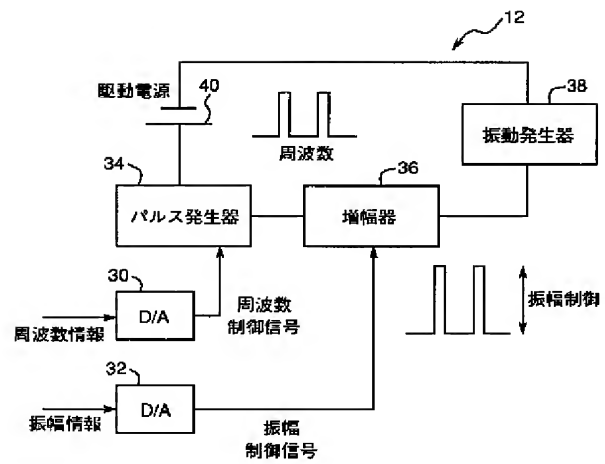 12
駆動電源
40
38
振動発生器
周波数
34
36
パルス発生器
増幅器
30
D/A
周波数
制御信号
周波数情報
振幅制御
32
D/A
振幅情報
振幅
制御信号